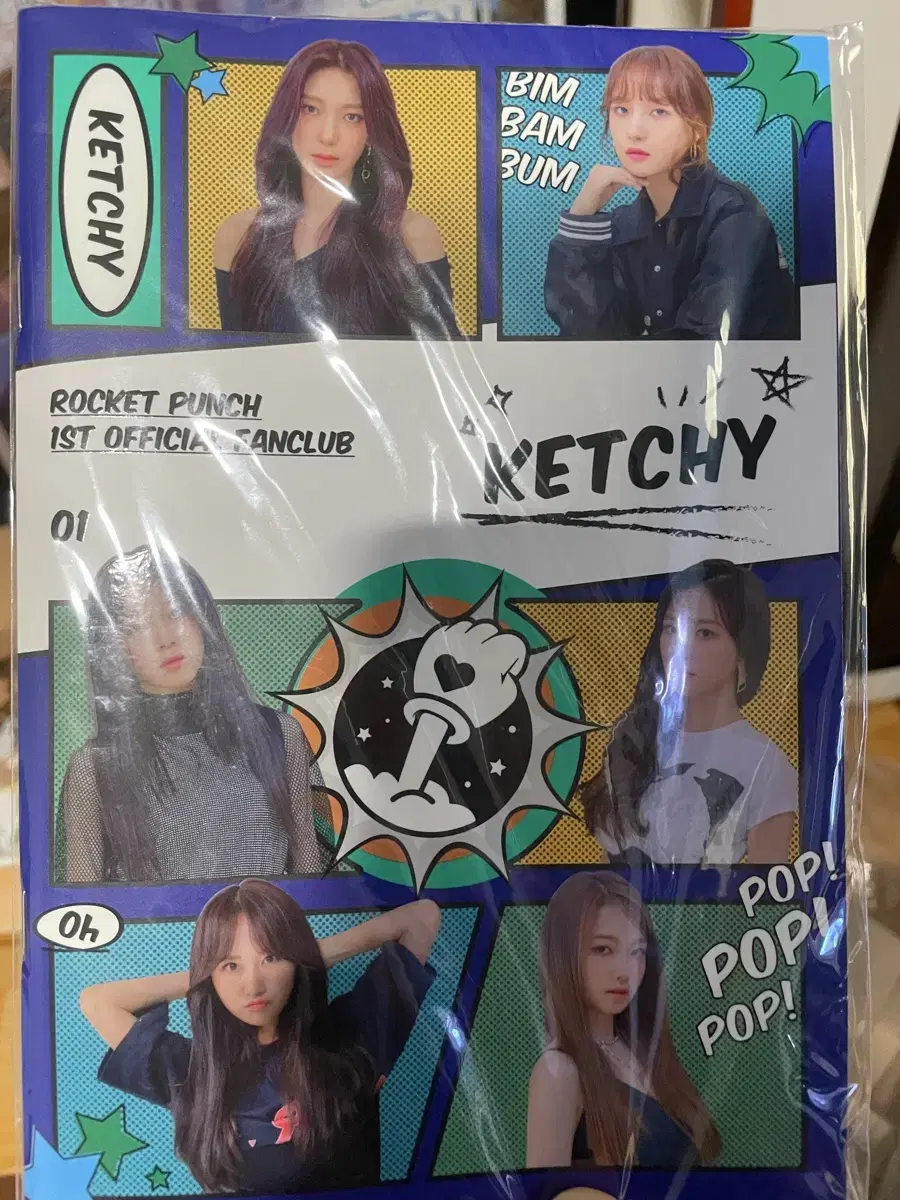 KETCHY
BIM
BAM
BUM
ROCKET PUNCH
1ST OFFICIAL FANCLUB
KETCHY
01
Oh
POP!
POP!
POP!